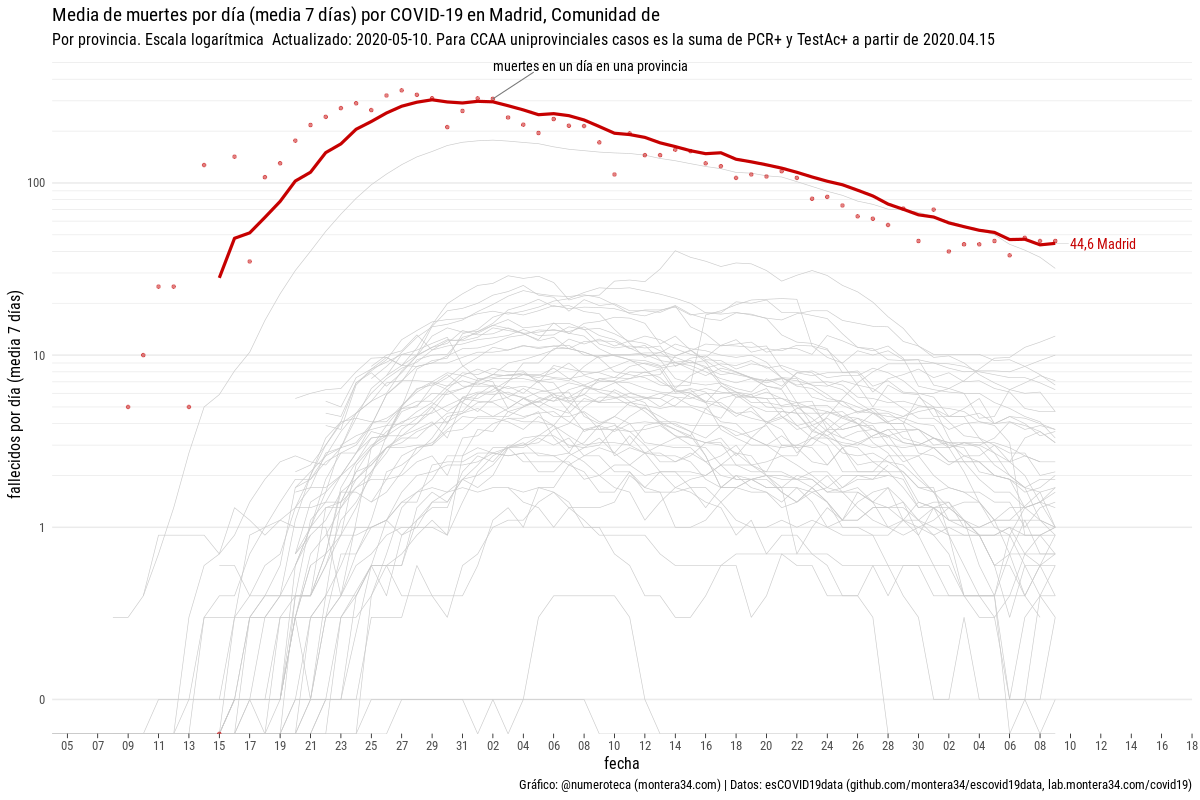 Media de muertes por día (media 7 días) por COVID-19 en Madrid, Comunidad de
Por provincia. Escala logarítmica  Actualizado: 2020-05-10. Para CCAA uniprovinciales casos es la suma de PCR+ y TestAc+ a partir de 2020.04.15
muertes en un día en una provincia
fallecidos por día (media 7 días)
100
10
1
0
44,6 Madrid
05 07 09 11 13 15 17 19 21 23 25 27 29 31 02 04 06 08 10 12 14 16 18 20 22 24 26 28 30 02 04 06 08 10 12 14 16 18
fecha
Gráfico: @numeroteca (montera34.com) | Datos: esCOVID19data (github.com/montera34/escovid19data, lab.montera34.com/covid19)